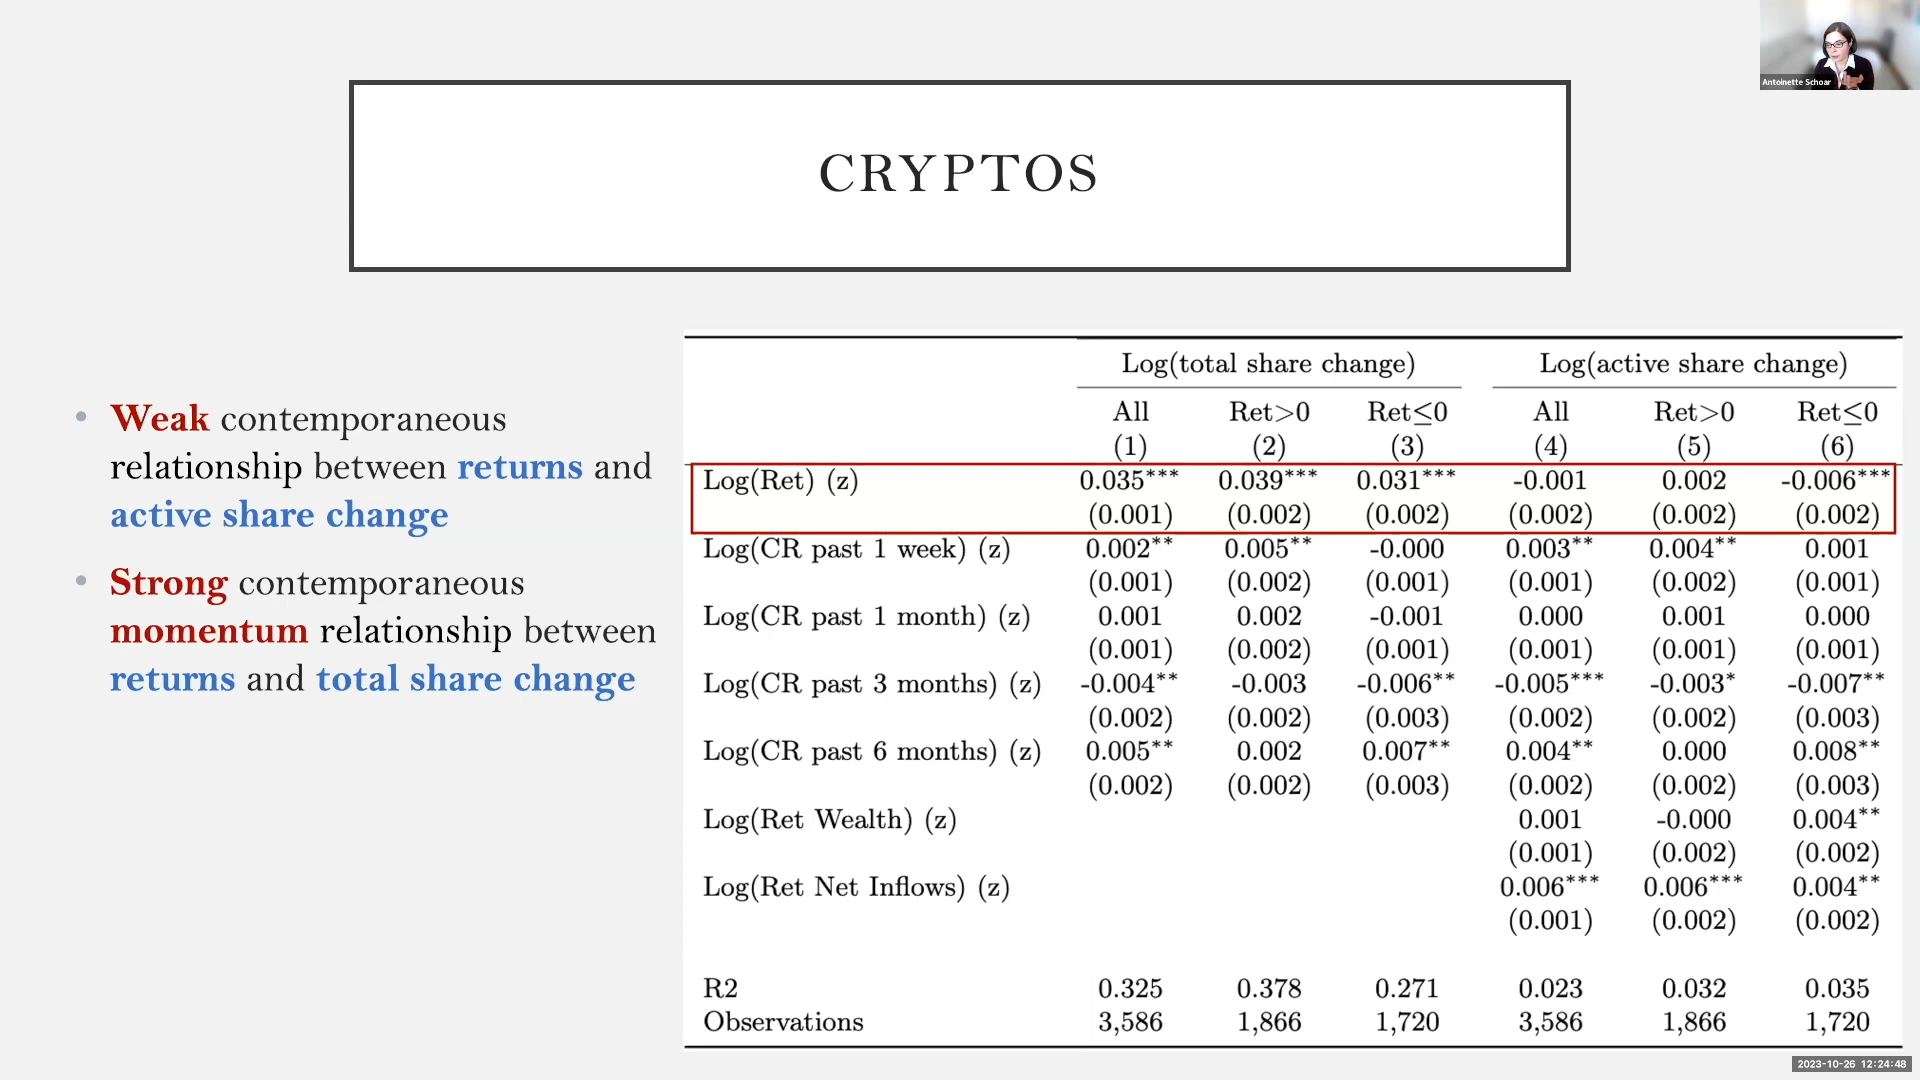 Antoinette Schoar
CRYPTOS
• Weak contemporaneous
relationship between returns and
active share change
• Strong contemporaneous
momentum relationship between
returns and total share change
Log(total share change) Log(active share change)
All Ret>0 Ret≤0 All Ret>0 Ret≤0
(1) (2) (3) (4) (5) (6)
Log(Ret) (z) 0.035*** 0.039*** 0.031*** -0.001 0.002 -0.006***
(0.001) (0.002) (0.002) (0.002) (0.002) (0.002)
Log(CR past 1 week) (z) 0.002** 0.005** -0.000 0.003** 0.004** 0.001
(0.001) (0.002) (0.001) (0.001) (0.002) (0.001)
Log(CR past 1 month) (z) 0.001 0.002 -0.001 0.000 0.001 0.000
(0.001) (0.002) (0.001) (0.001) (0.001) (0.001)
Log(CR past 3 months) (z) -0.004** -0.003 -0.006** -0.005*** -0.003* -0.007**
(0.002) (0.002) (0.003) (0.002) (0.002) (0.003)
Log(CR past 6 months) (z) 0.005** 0.002 0.007** 0.004** 0.000 0.008**
(0.002) (0.002) (0.003) (0.002) (0.002) (0.003)
Log(Ret Wealth) (z) 0.001 -0.000 0.004**
(0.001) (0.002) (0.002)
Log(Ret Net Inflows) (z) 0.006*** 0.006*** 0.004**
(0.001) (0.002) (0.002)
R2 0.325 0.378 0.271 0.023 0.032 0.035
Observations 3,586 1,866 1,720 3,586 1,866 1,720
2023-10-26 12:24:48